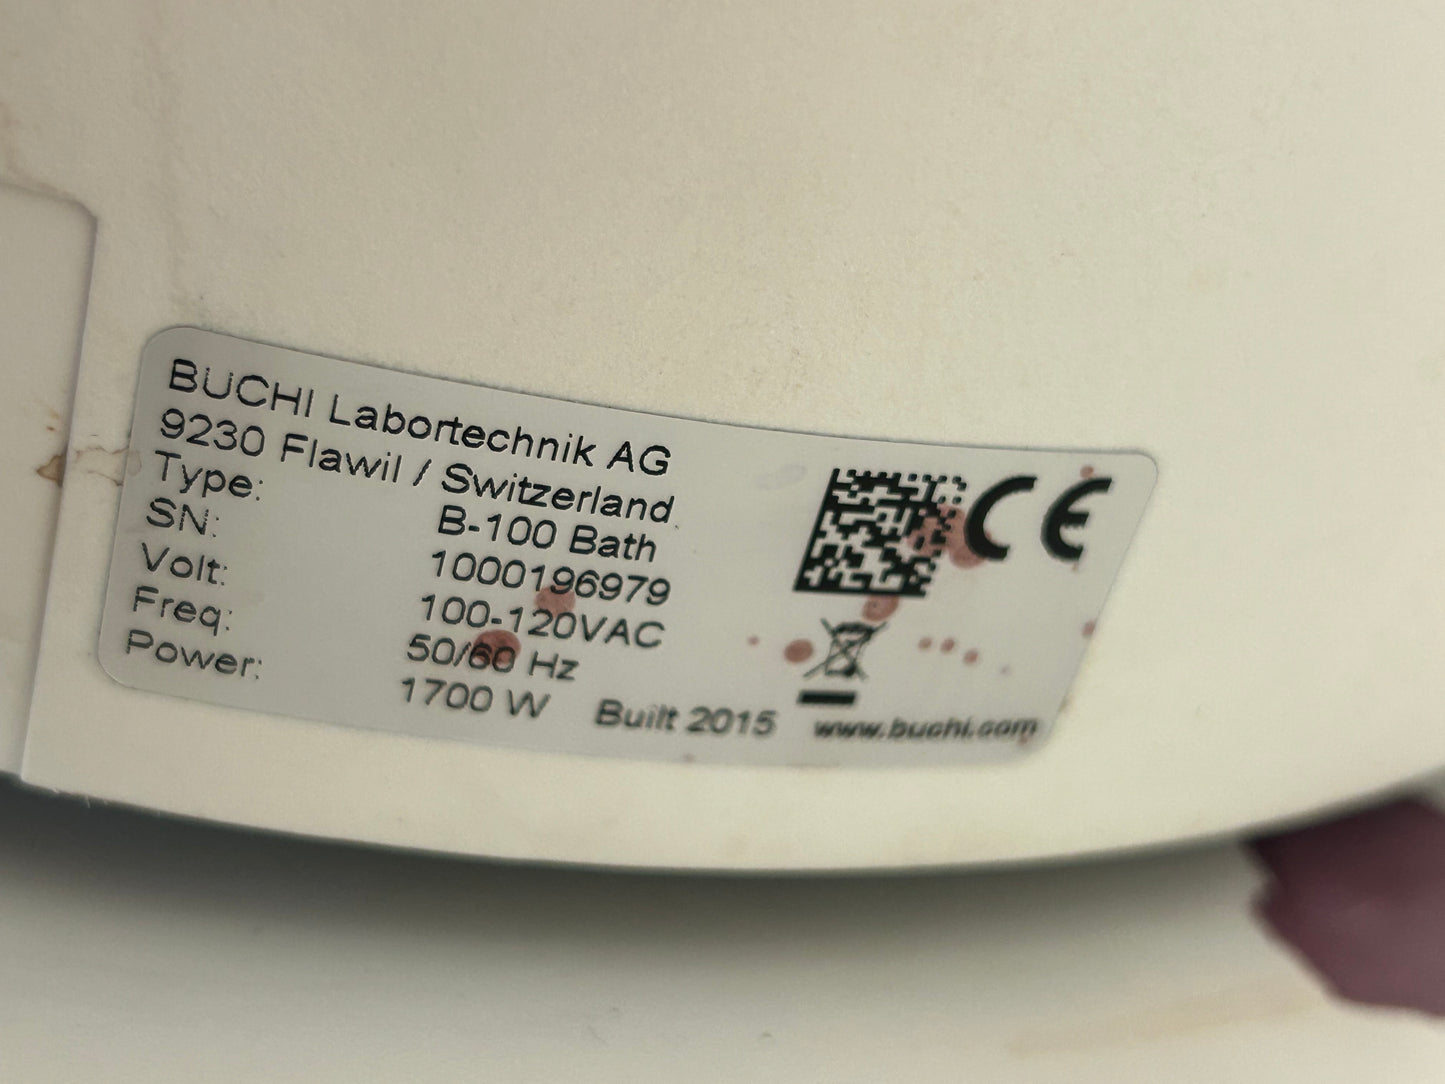 BUCHI Labortechnik AG
9230 Flawil / Switzerland
Type: B-100 Bath
SN: 1000196979
Volt: 100-120VAC
Freq: 50/60 Hz
Power: 1700 W Built 2015
www.buchi.com
CE